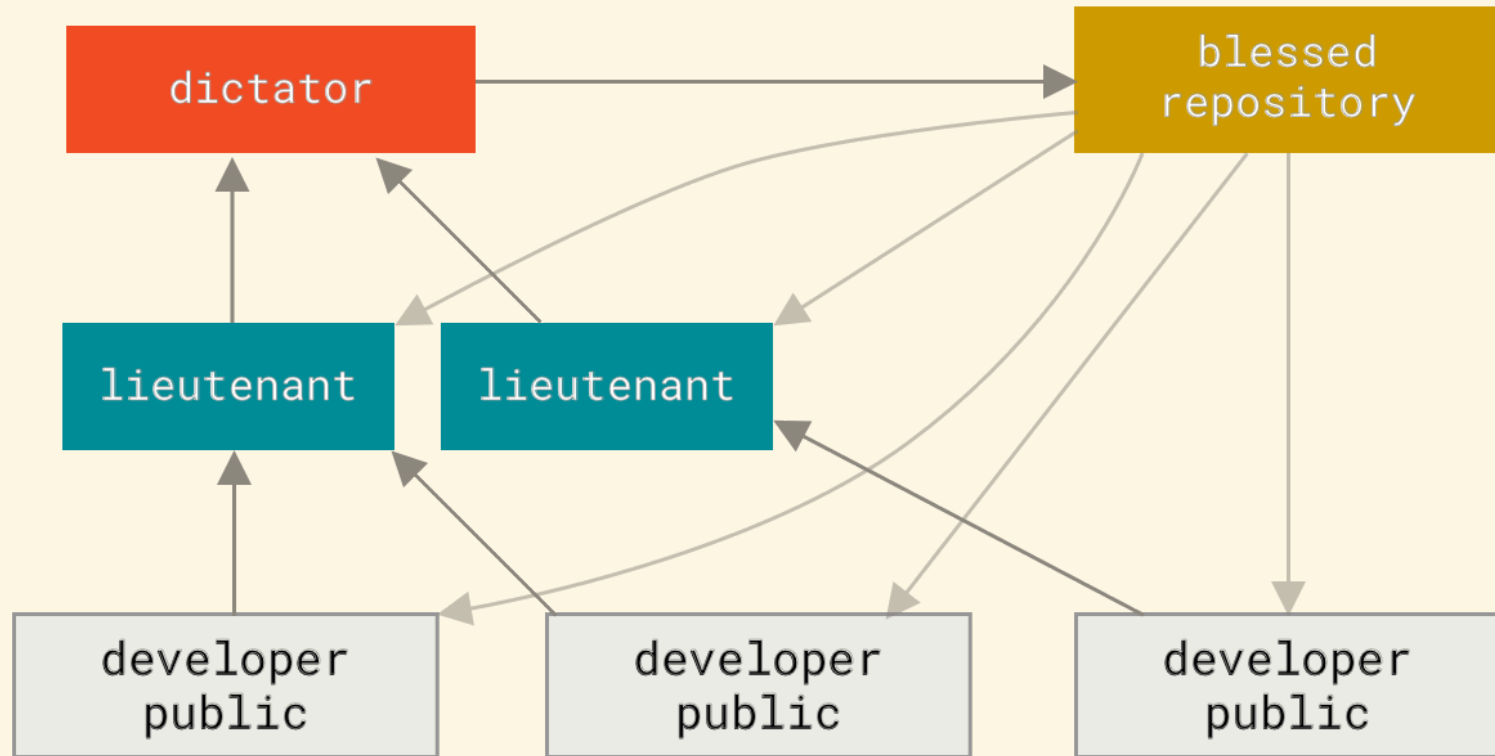 dictator
blessed
repository
lieutenant
lieutenant
developer
public
developer
public
developer
public